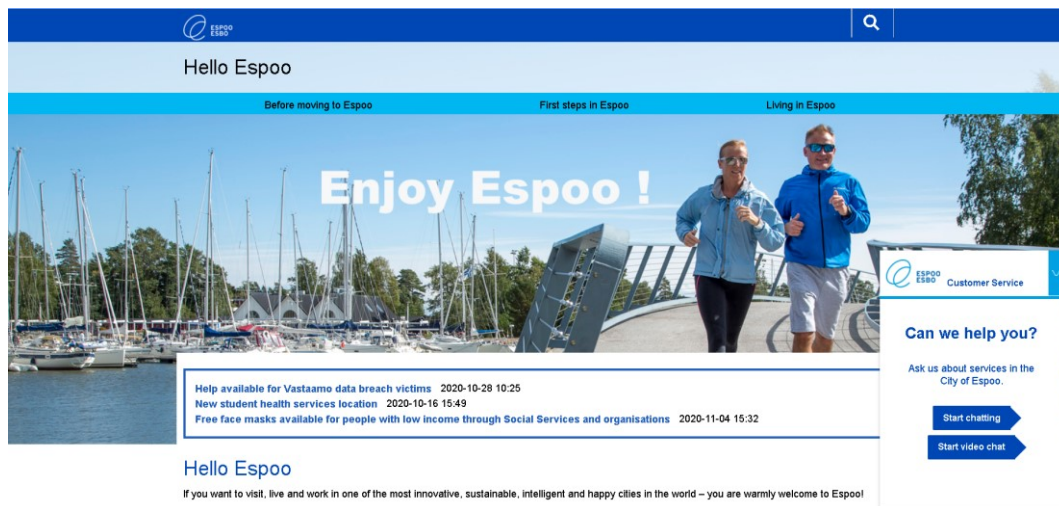 ESPOO
ESBO
Hello Espoo
Before moving to Espoo First steps in Espoo Living in Espoo
Enjoy Espoo !
ESPOO
ESBO Customer Service
Can we help you?
Ask us about services in the
City of Espoo.
Start chatting
Start video chat
Help available for Vastaamo data breach victims 2020-10-28 10:25
New student health services location 2020-10-16 15:49
Free face masks available for people with low income through Social Services and organisations 2020-11-04 15:32
Hello Espoo
If you want to visit, live and work in one of the most innovative, sustainable, intelligent and happy cities in the world – you are warmly welcome to Espoo!